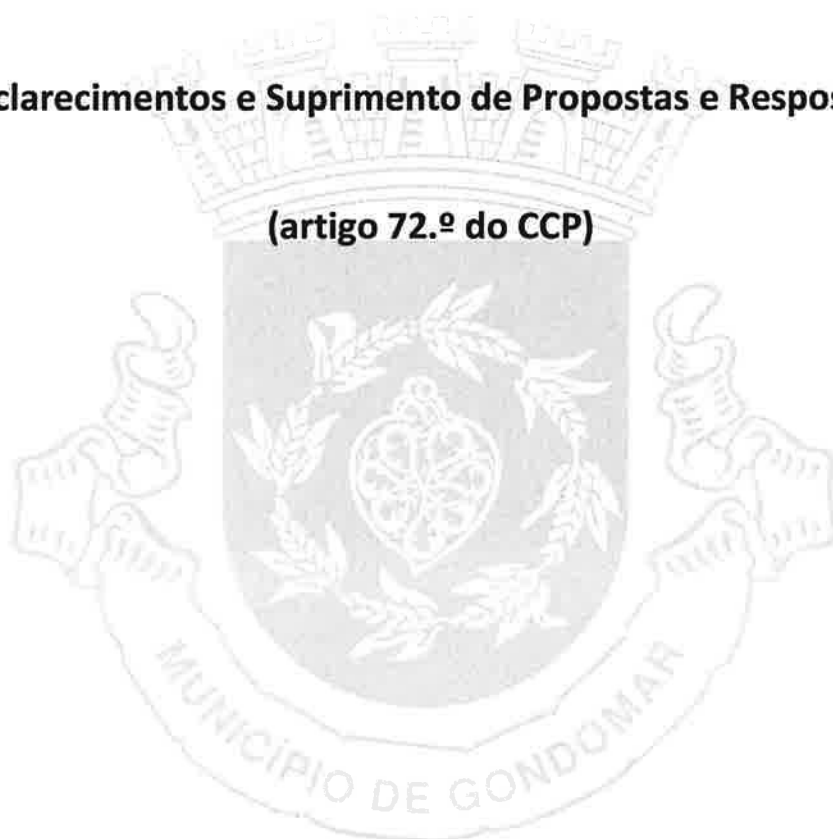 clarecimentos e Suprimento de Propostas e Respos
(artigo 72.º do CCP)
MUNICÍPIO DE GONDOMAR